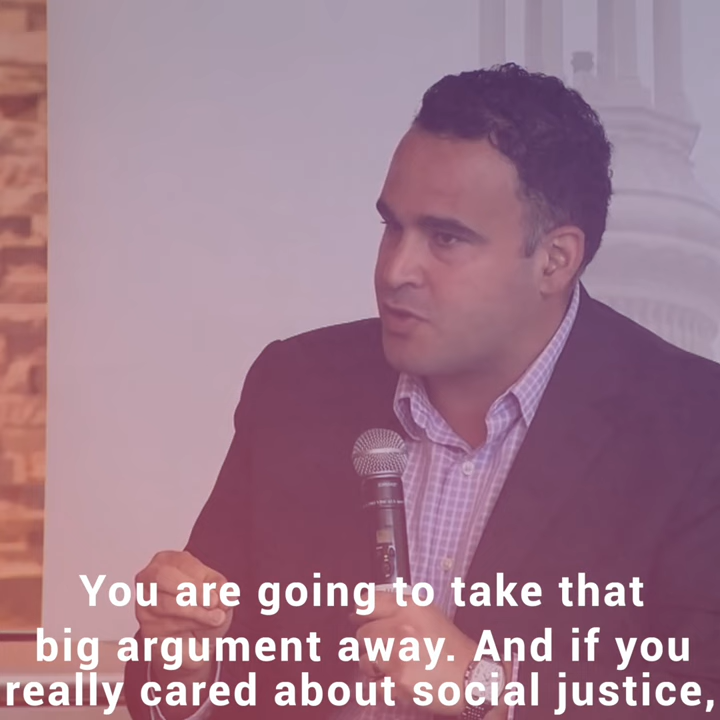 You are going to take that
big argument away. And if you
really cared about social justice,